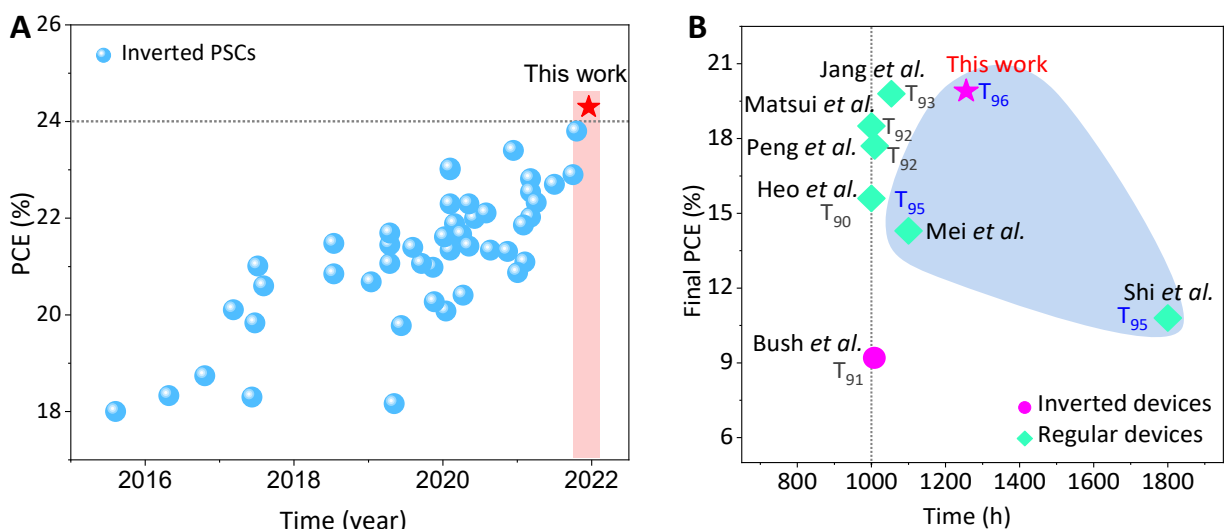 A
Inverted PSCs
This work
PCE (%)
26
24
22
20
18
2016
2018
2020
2022
Time (year)
B
This work
T96
Jang et al.
T93
Matsui et al.
T92
Peng et al.
T92
Heo et al.
T90
T95
Mei et al.
Shi et al.
T95
Bush et al.
T91
Inverted devices
Regular devices
Final PCE (%)
21
18
15
12
9
6
800
1000
1200
1400
1600
1800
Time (h)